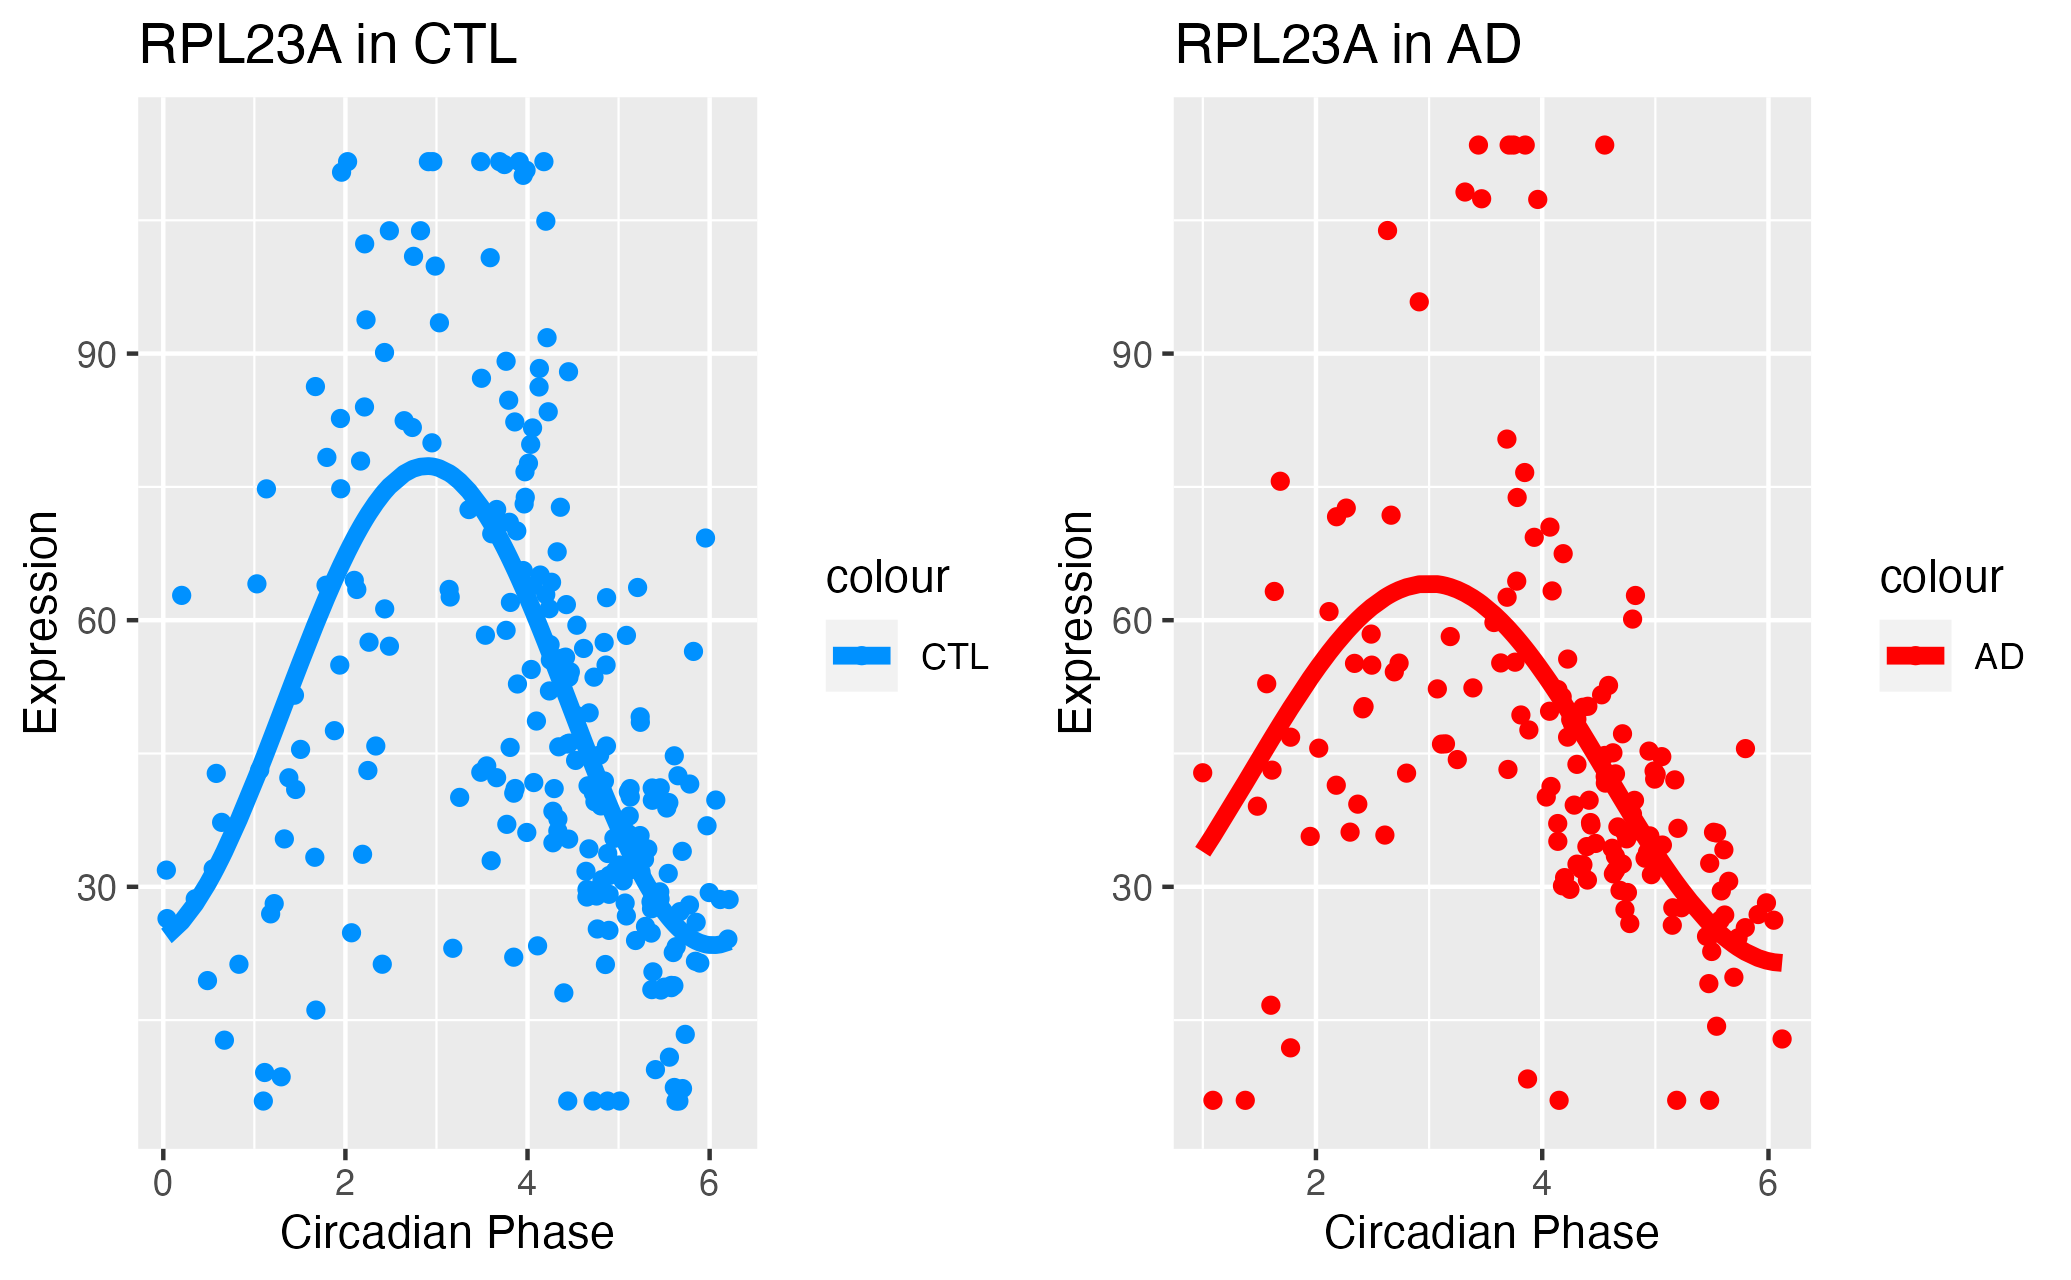 RPL23A in CTL
Expression
90
60
30
0 2 4 6
Circadian Phase
colour
CTL
RPL23A in AD
Expression
90
60
30
2 4 6
Circadian Phase
colour
AD